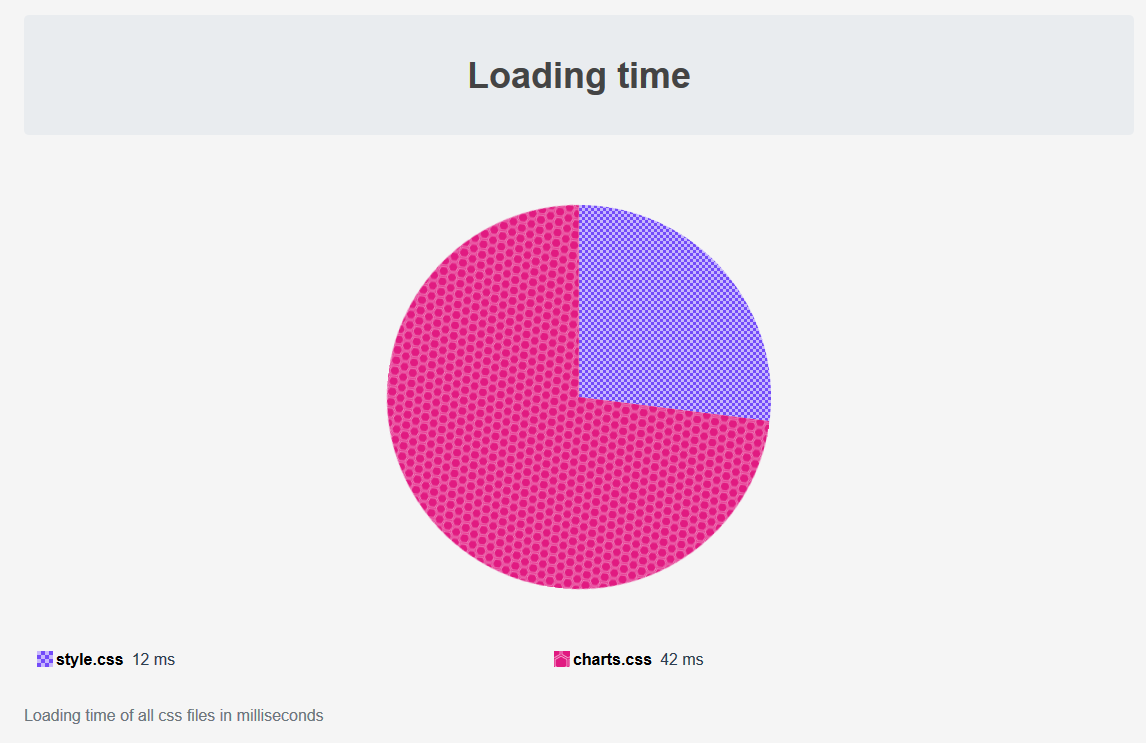 Loading time
style.css 12 ms
charts.css 42 ms
Loading time of all css files in milliseconds